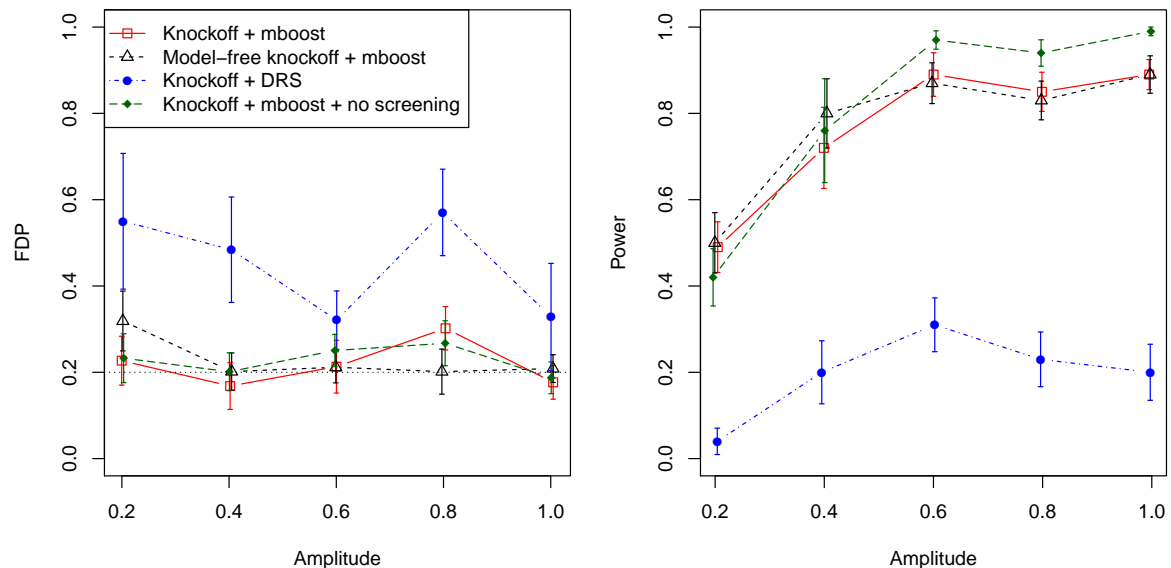 Knockoff + mboost
Model−free knockoff + mboost
Knockoff + DRS
Knockoff + mboost + no screening
FDP
1.0
0.8
0.6
0.4
0.2
0.0
0.2 0.4 0.6 0.8 1.0
Amplitude
Power
1.0
0.8
0.6
0.4
0.2
0.0
0.2 0.4 0.6 0.8 1.0
Amplitude